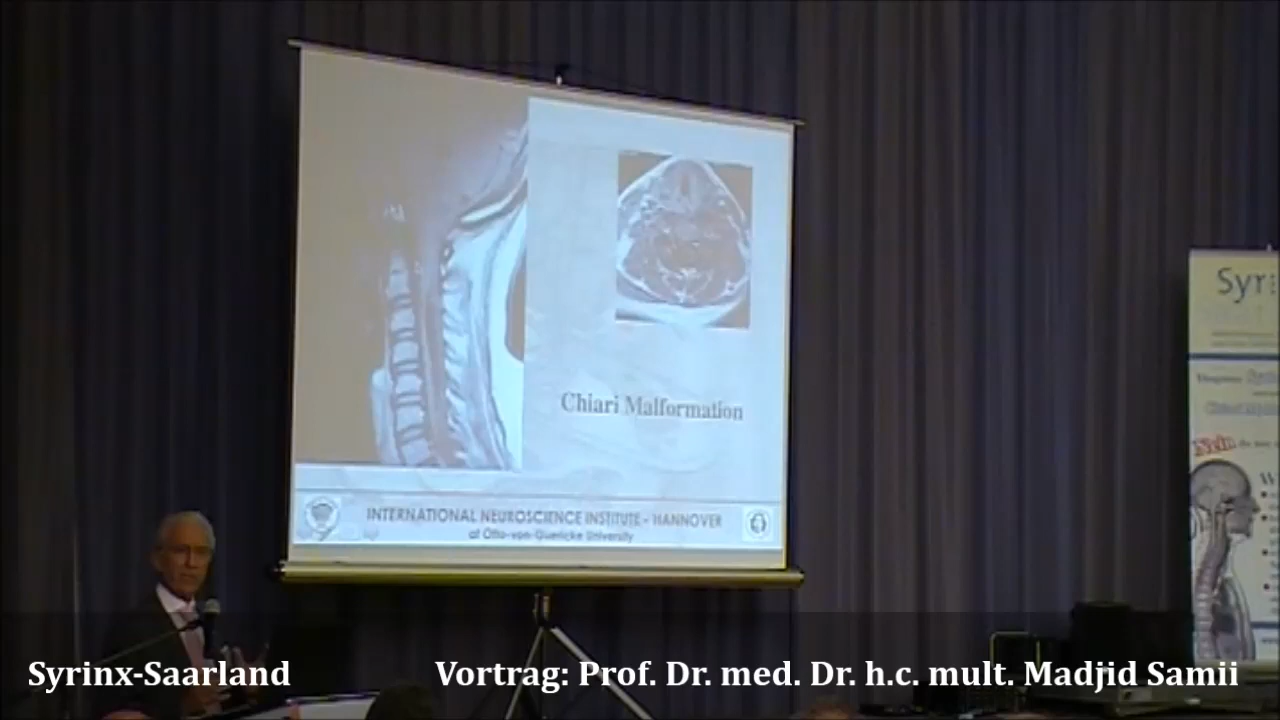 Chiari Malformation
INTERNATIONAL NEUROSCIENCE INSTITUTE - HANNOVER
at Otto-von-Guericke University
Syr
Syrinx-Saarland
Vortrag: Prof. Dr. med. Dr. h.c. mult. Madjid Samii